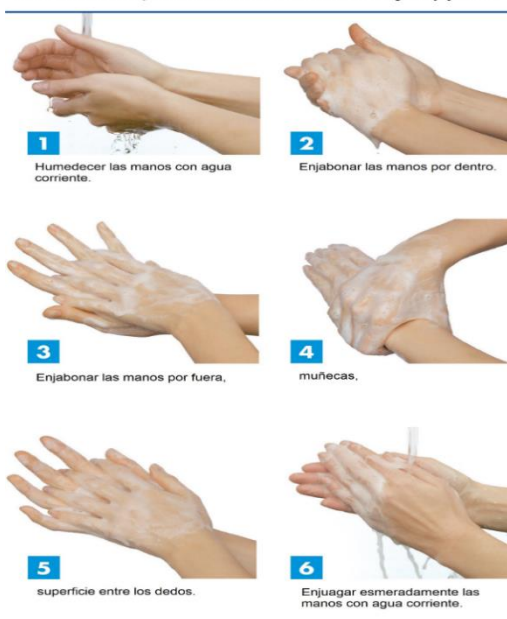 1
Humedecer las manos con agua
corriente.
2
Enjabonar las manos por dentro.
3
Enjabonar las manos por fuera,
4
muñecas,
5
superficie entre los dedos.
6
Enjuagar esmeradamente las
manos con agua corriente.